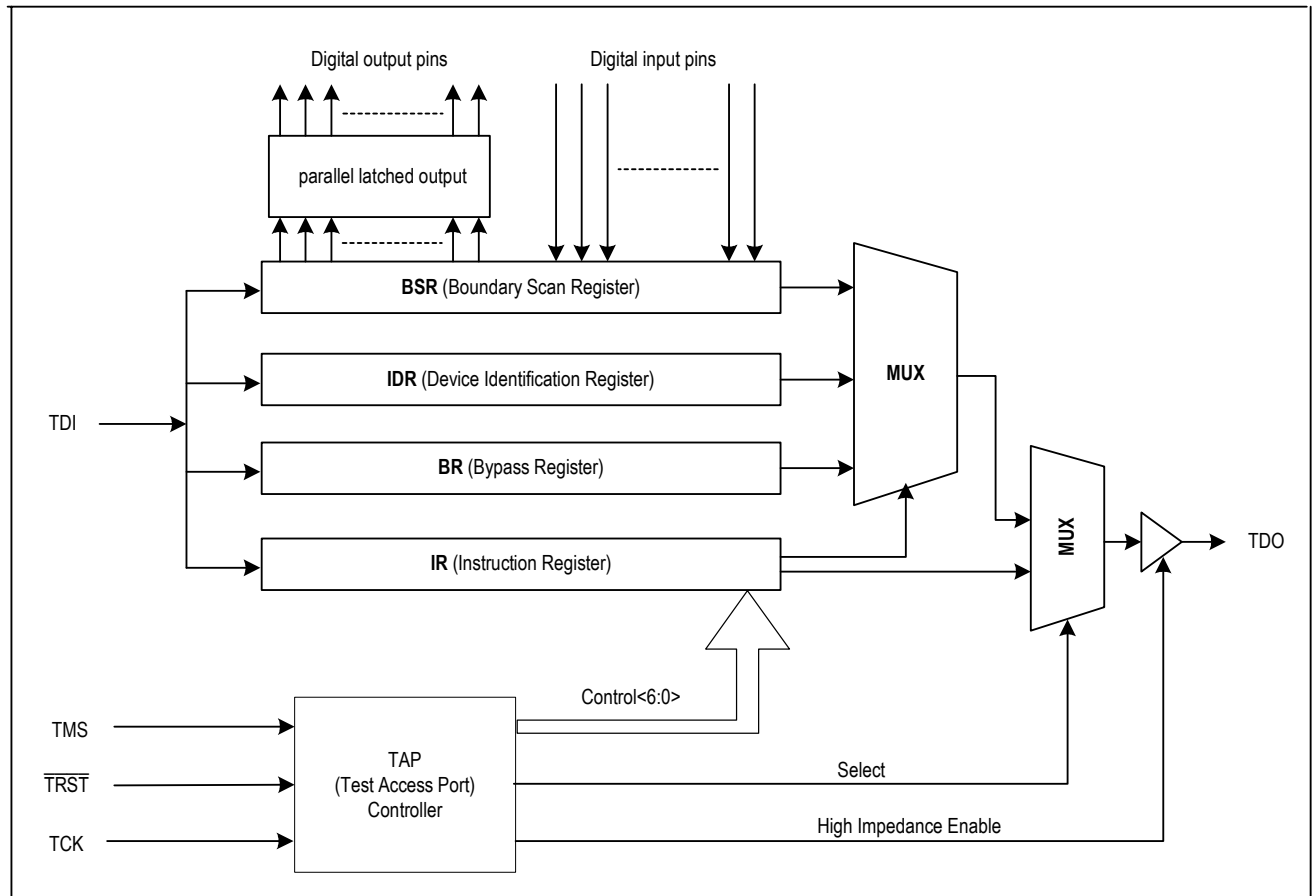 Digital output pins
Digital input pins
parallel latched output
BSR (Boundary Scan Register)
IDR (Device Identification Register)
MUX
TDI
BR (Bypass Register)
MUX
IR (Instruction Register)
TDO
Control<6:0>
TMS
TAP
(Test Access Port)
Controller
TRST
Select
TCK
High Impedance Enable